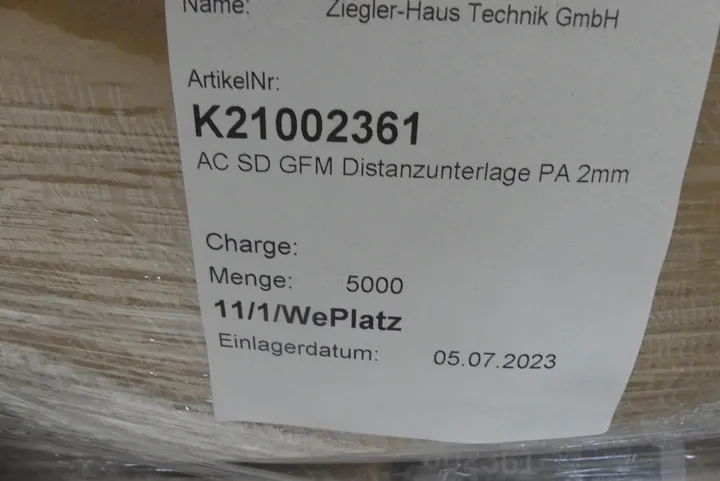 Name: Ziegler-Haus Technik GmbH
ArtikelNr:
K21002361
AC SD GFM Distanzunterlage PA 2mm
Charge:
Menge: 5000
11/1/WePlatz
Einlagerdatum: 05.07.2023
002361